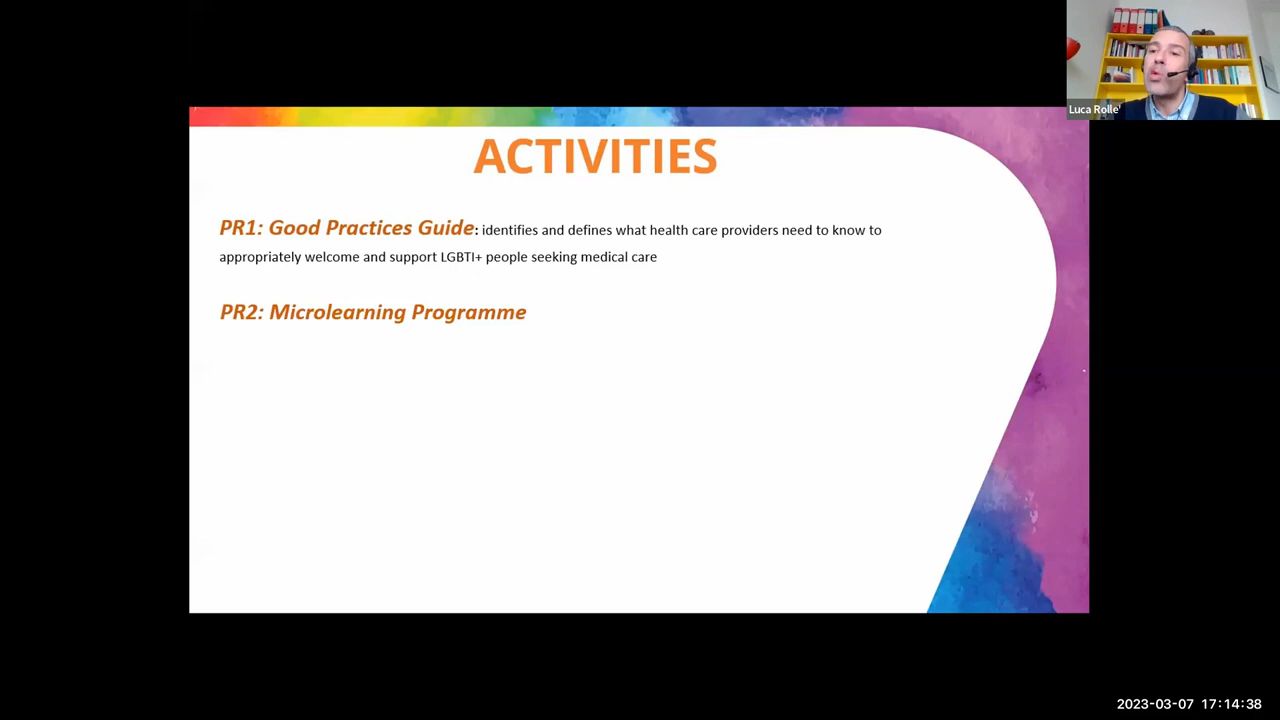 Luca Rolle'
ACTIVITIES
PR1: Good Practices Guide: identifies and defines what health care providers need to know to
appropriately welcome and support LGBTI+ people seeking medical care
PR2: Microlearning Programme
2023-03-07 17:14:38